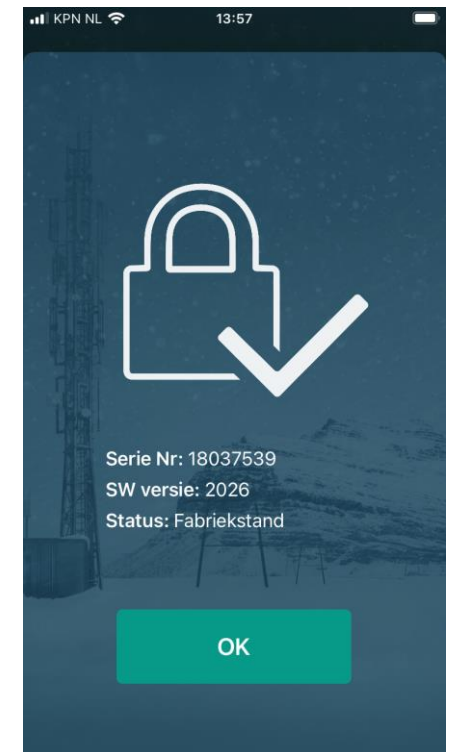 KPN NL 13:57
Serie Nr: 18037539
SW versie: 2026
Status: Fabriekstand
OK